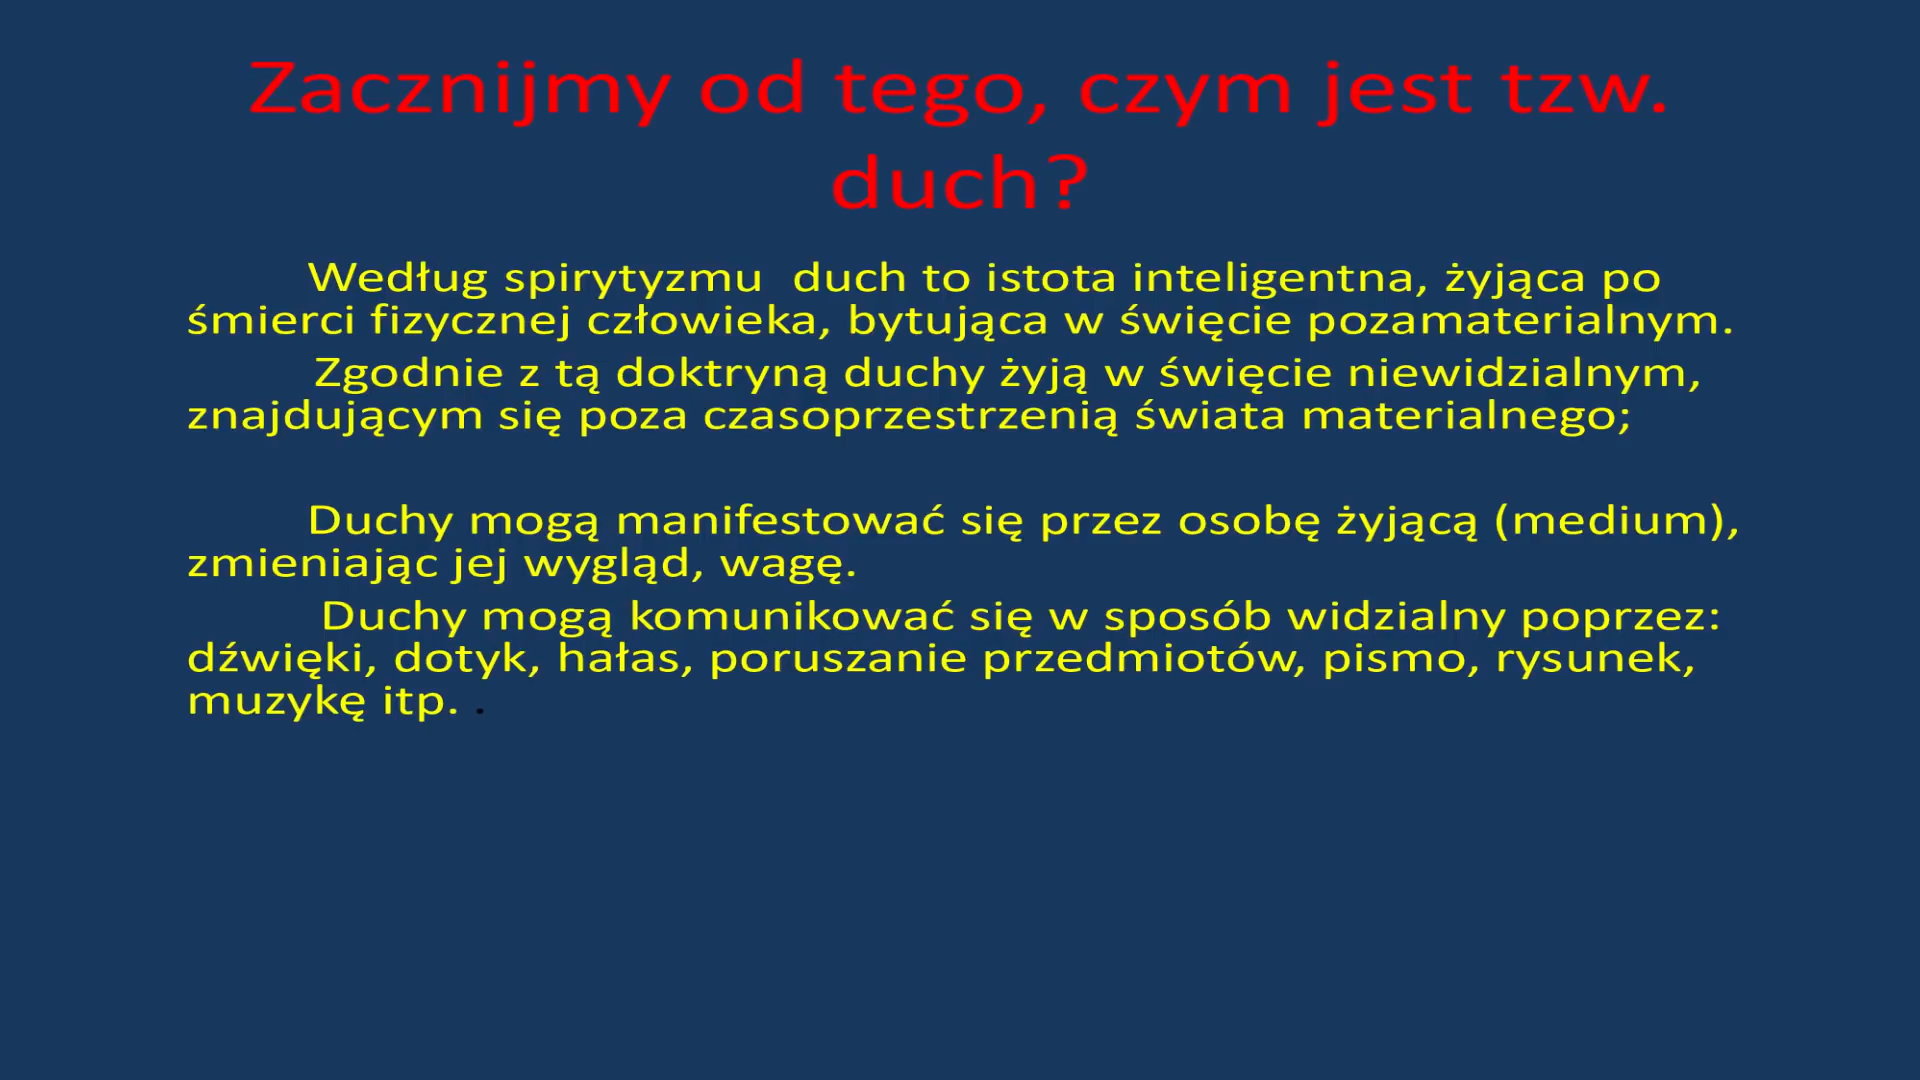 Zacznijmy od tego, czym jest tzw.
duch?
Według spirytyzmu  duch to istota inteligentna, żyjąca po
śmierci fizycznej człowieka, bytująca w święcie pozamaterialnym.
Zgodnie z tą doktryną duchy żyją w święcie niewidzialnym,
znajdującym się poza czasoprzestrzenią świata materialnego;
Duchy mogą manifestować się przez osobę żyjącą (medium),
zmieniając jej wygląd, wagę.
Duchy mogą komunikować się w sposób widzialny poprzez:
dźwięki, dotyk, hałas, poruszanie przedmiotów, pismo, rysunek,
muzykę itp. .